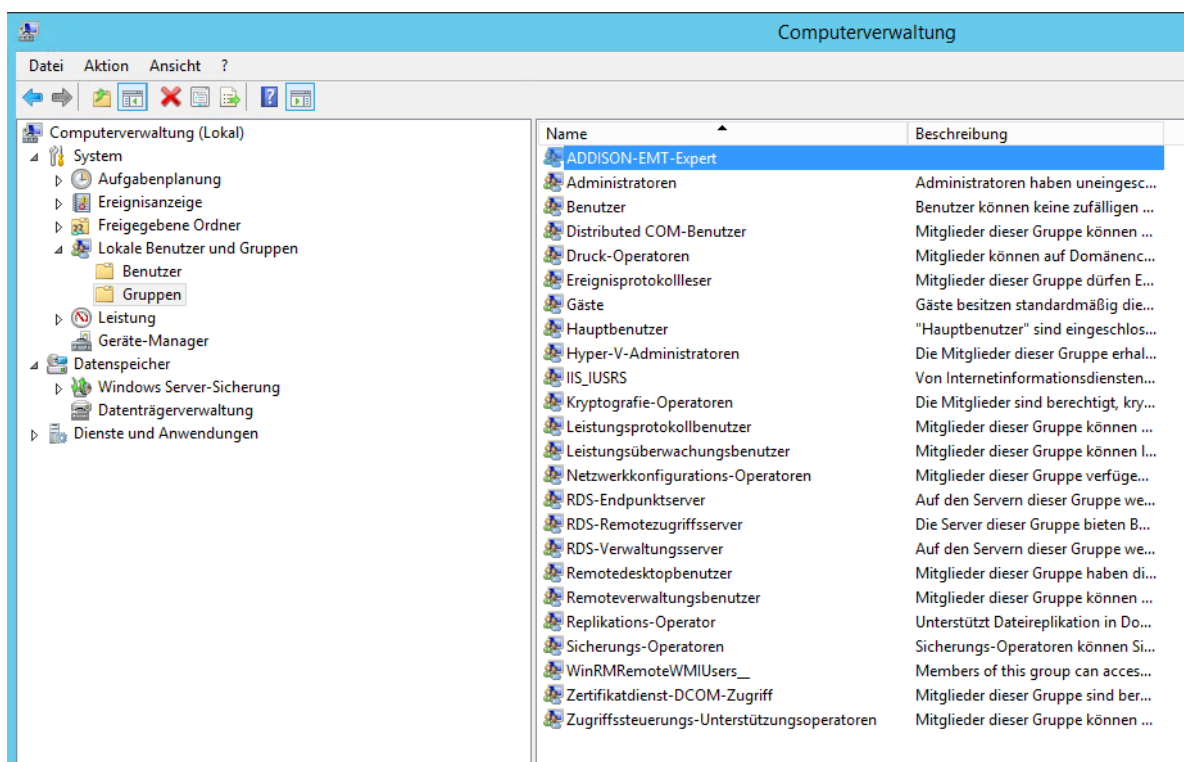 Computerverwaltung
Datei Aktion Ansicht ?
Computerverwaltung (Lokal)
System
Aufgabenplanung
Ereignisanzeige
Freigegebene Ordner
Lokale Benutzer und Gruppen
Benutzer
Gruppen
Leistung
Geräte-Manager
Datenspeicher
Windows Server-Sicherung
Datenträgerverwaltung
Dienste und Anwendungen
Name Beschreibung
ADDISON-EMT-Expert
Administratoren Administratoren haben uneingesc...
Benutzer Benutzer können keine zufälligen ...
Distributed COM-Benutzer Mitglieder dieser Gruppe können ...
Druck-Operatoren Mitglieder können auf Domänenc...
Ereignisprotokollleser Mitglieder dieser Gruppe dürfen E...
Gäste Gäste besitzen standardmäßig die...
Hauptbenutzer "Hauptbenutzer" sind eingeschlos...
Hyper-V-Administratoren Die Mitglieder dieser Gruppe erhal...
IIS_IUSRS Von Internetinformationsdiensten...
Kryptografie-Operatoren Die Mitglieder sind berechtigt, kry...
Leistungsprotokollbenutzer Mitglieder dieser Gruppe können ...
Leistungsüberwachungsbenutzer Mitglieder dieser Gruppe können l...
Netzwerkkonfigurations-Operatoren Mitglieder dieser Gruppe verfüge...
RDS-Endpunktserver Auf den Servern dieser Gruppe we...
RDS-Remotezugriffsserver Die Server dieser Gruppe bieten B...
RDS-Verwaltungsserver Auf den Servern dieser Gruppe we...
Remotedesktopbenutzer Mitglieder dieser Gruppe haben di...
Remoteverwaltungsbenutzer Mitglieder dieser Gruppe können ...
Replikations-Operator Unterstützt Dateireplikation in Do...
Sicherungs-Operatoren Sicherungs-Operatoren können Si...
WinRMRemoteWMIUsers__ Members of this group can acces...
Zertifikatdienst-DCOM-Zugriff Mitglieder dieser Gruppe sind ber...
Zugriffssteuerungs-Unterstützungsoperatoren Mitglieder dieser Gruppe können ...